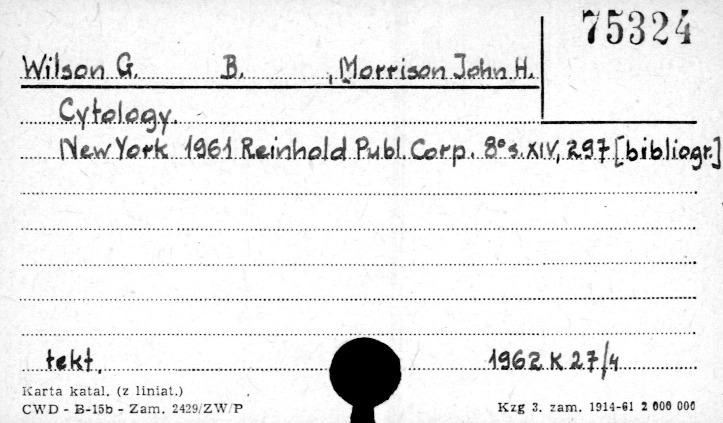 75324
Wilson G. B. , Morrison John H.
Cytology.
New York 1961 Reinhold Publ. Corp. 8° s. XIV, 297 [bibliogr.]
tekt. 1962 K 27/4
Karta katal. (z liniat.)
CWD - B-15b - Zam. 2429/ZW/P
Kzg 3. zam. 1914-61 2 000 000